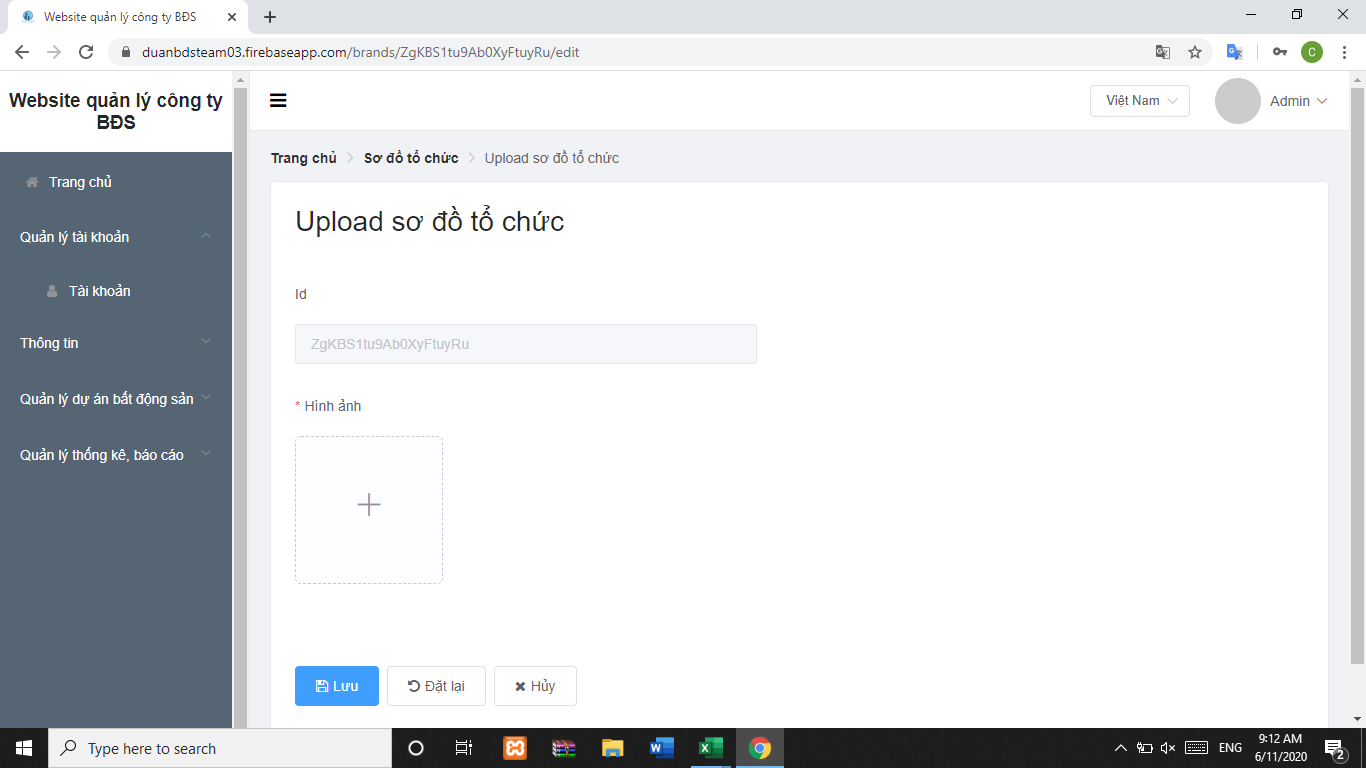 Website quản lý công ty BĐS
duanbdsteam03.firebaseapp.com/brands/ZgKBS1tu9Ab0XyFtuyRu/edit
C
Website quản lý công ty
BĐS
Việt Nam
Admin
Trang chủ
Sơ đồ tổ chức
Upload sơ đồ tổ chức
Trang chủ
Quản lý tài khoản
Tài khoản
Thông tin
Quản lý dự án bất động sản
Quản lý thống kê, báo cáo
Upload sơ đồ tổ chức
Id
ZgKBS1tu9Ab0XyFtuyRu
* Hình ảnh
Lưu
Đặt lại
Hủy
Type here to search
ENG
9:12 AM
6/11/2020
2